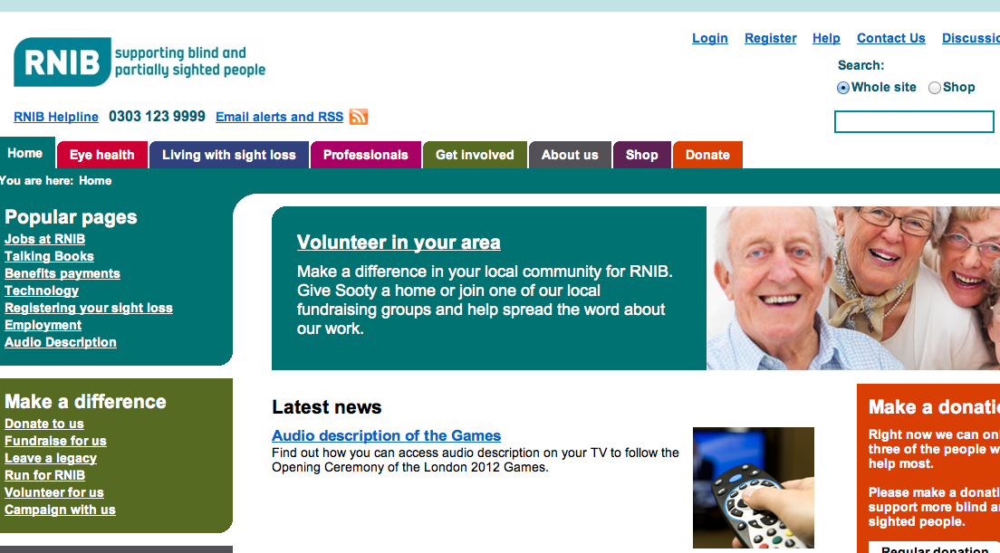 RNIB supporting blind and
partially sighted people
Login Register Help Contact Us
Search:
Whole site Shop
RNIB Helpline 0303 123 9999 Email alerts and RSS
Home Eye health Living with sight loss Professionals Get involved About us Shop Donate
You are here: Home
Popular pages
Jobs at RNIB
Talking Books
Benefits payments
Technology
Registering your sight loss
Employment
Audio Description
Make a difference
Donate to us
Fundraise for us
Leave a legacy
Run for RNIB
Volunteer for us
Campaign with us
Volunteer in your area
Make a difference in your local community for RNIB.
Give Sooty a home or join one of our local
fundraising groups and help spread the word about
our work.
Latest news
Audio description of the Games
Find out how you can access audio description on your TV to follow the
Opening Ceremony of the London 2012 Games.
Make a
Right now we can
three of the people
help most.
Please make a
support more blind
sighted people.
Regular donation